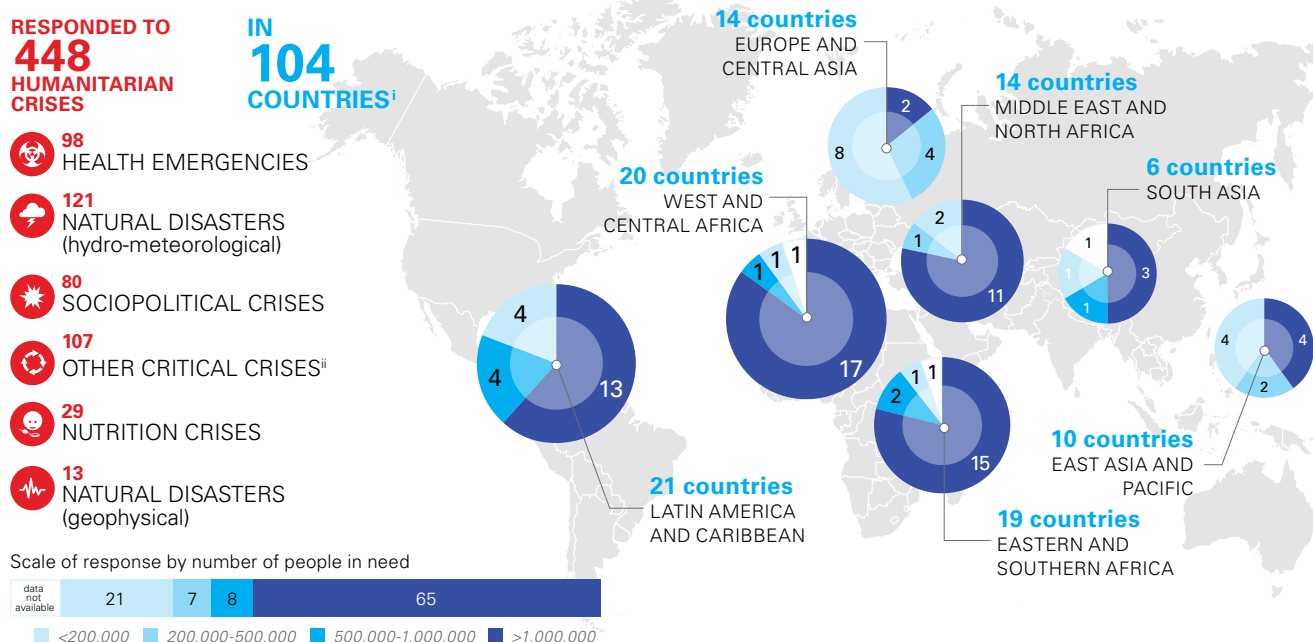 RESPONDED TO
448
HUMANITARIAN
CRISES
IN
104
COUNTRIESⁱ
98
HEALTH EMERGENCIES
121
NATURAL DISASTERS
(hydro-meteorological)
80
SOCIOPOLITICAL CRISES
107
OTHER CRITICAL CRISESⁱⁱ
29
NUTRITION CRISES
13
NATURAL DISASTERS
(geophysical)
14 countries
EUROPE AND
CENTRAL ASIA
2
4
8
14 countries
MIDDLE EAST AND
NORTH AFRICA
2
1
11
6 countries
SOUTH ASIA
1
1
1
3
20 countries
WEST AND
CENTRAL AFRICA
1
1
1
17
4
4
13
21 countries
LATIN AMERICA
AND CARIBBEAN
1
1
2
15
19 countries
EASTERN AND
SOUTHERN AFRICA
4
4
2
10 countries
EAST ASIA AND
PACIFIC
Scale of response by number of people in need
data
not
available
21
7
8
65
<200,000
200,000-500,000
500,000-1,000,000
>1,000,000